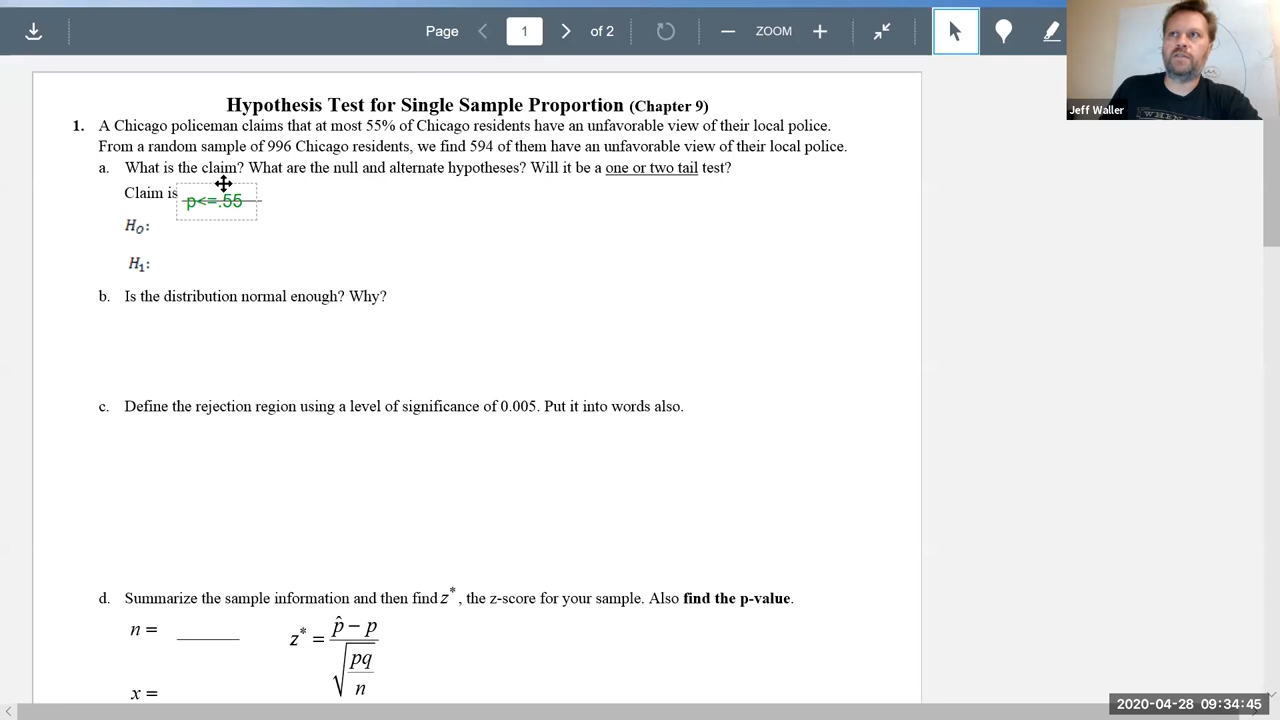 Page 1 of 2 ZOOM
Jeff Waller
Hypothesis Test for Single Sample Proportion (Chapter 9)
1. A Chicago policeman claims that at most 55% of Chicago residents have an unfavorable view of their local police.
From a random sample of 996 Chicago residents, we find 594 of them have an unfavorable view of their local police.
a. What is the claim? What are the null and alternate hypotheses? Will it be a one or two tail test?
Claim is p<=.55
H₀:
H₁:
b. Is the distribution normal enough? Why?
c. Define the rejection region using a level of significance of 0.005. Put it into words also.
d. Summarize the sample information and then find z*, the z-score for your sample. Also find the p-value.
n = ______ z* = (p̂ − p) / √(pq/n)
x =
2020-04-28 09:34:45